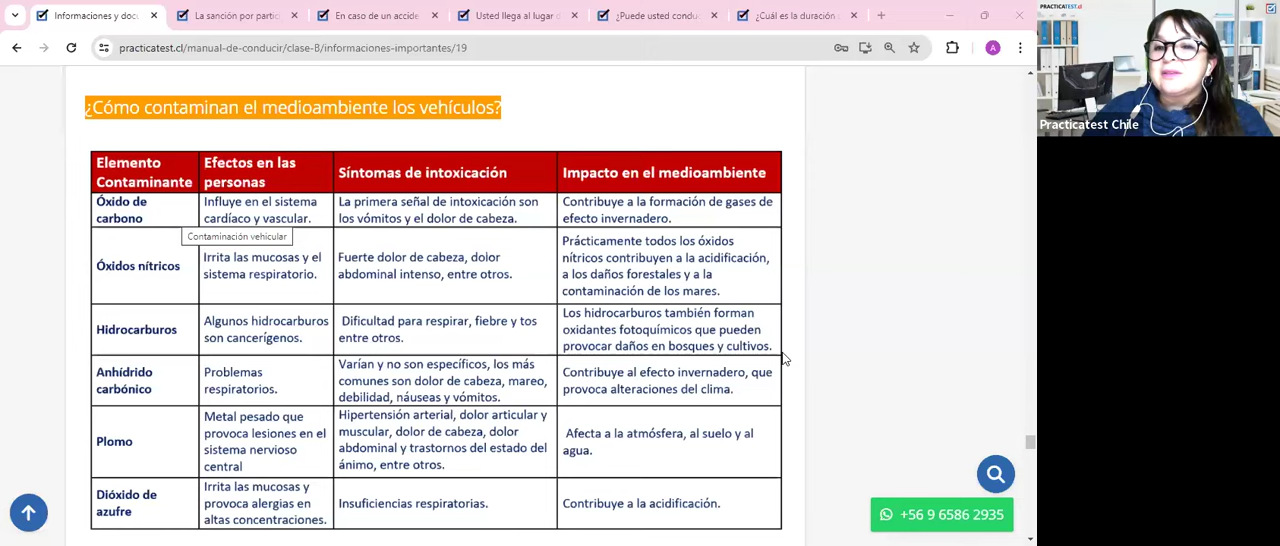 Informaciones y docu
La sanción por partici
En caso de un accide
Usted llega al lugar d
¿Puede usted condu
¿Cuál es la duración
practicatest.cl/manual-de-conducir/clase-B/informaciones-importantes/19
A
PRACTICATEST.cl
Practicatest Chile
¿Cómo contaminan el medioambiente los vehículos?
Elemento
Contaminante
Efectos en las
personas
Síntomas de intoxicación
Impacto en el medioambiente
Óxido de
carbono
Influye en el sistema
cardíaco y vascular.
La primera señal de intoxicación son
los vómitos y el dolor de cabeza.
Contribuye a la formación de gases de
efecto invernadero.
Contaminación vehicular
Óxidos nítricos
Irrita las mucosas y el
sistema respiratorio.
Fuerte dolor de cabeza, dolor
abdominal intenso, entre otros.
Prácticamente todos los óxidos
nítricos contribuyen a la acidificación,
a los daños forestales y a la
contaminación de los mares.
Hidrocarburos
Algunos hidrocarburos
son cancerígenos.
Dificultad para respirar, fiebre y tos
entre otros.
Los hidrocarburos también forman
oxidantes fotoquímicos que pueden
provocar daños en bosques y cultivos.
Anhídrido
carbónico
Problemas
respiratorios.
Varían y no son específicos, los más
comunes son dolor de cabeza, mareo,
debilidad, náuseas y vómitos.
Contribuye al efecto invernadero, que
provoca alteraciones del clima.
Plomo
Metal pesado que
provoca lesiones en el
sistema nervioso
central
Hipertensión arterial, dolor articular y
muscular, dolor de cabeza, dolor
abdominal y trastornos del estado del
ánimo, entre otros.
Afecta a la atmósfera, al suelo y al
agua.
Dióxido de
azufre
Irrita las mucosas y
provoca alergias en
altas concentraciones.
Insuficiencias respiratorias.
Contribuye a la acidificación.
+56 9 6586 2935